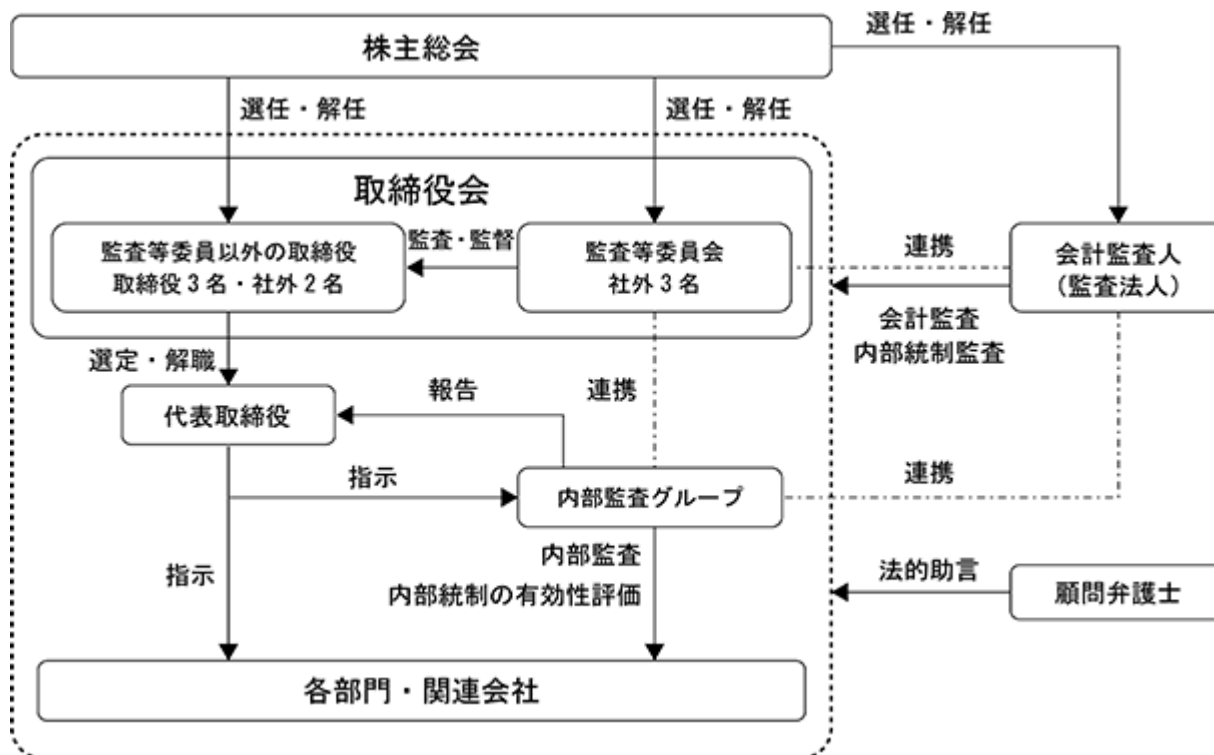 株主総会
選任・解任
選任・解任
選任・解任
取締役会
監査等委員以外の取締役
取締役3名・社外2名
監査・監督
監査等委員会
社外3名
連携
会計監査人
（監査法人）
会計監査
内部統制監査
選定・解職
代表取締役
報告
連携
指示
内部監査グループ
連携
指示
内部監査
内部統制の有効性評価
法的助言
顧問弁護士
各部門・関連会社